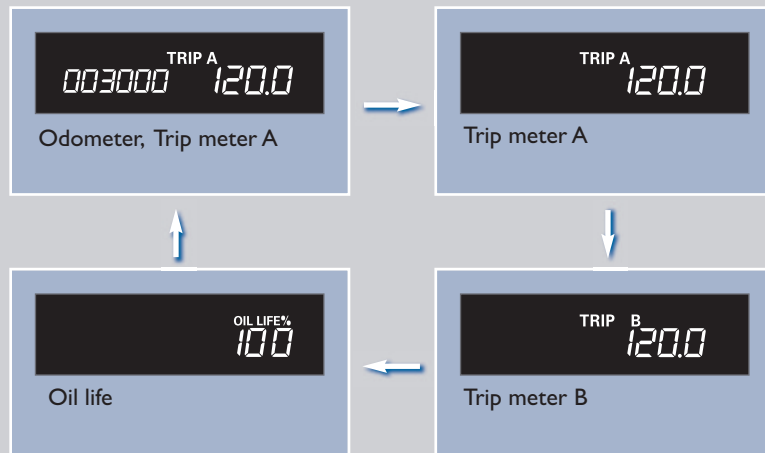 TRIP A
003000 120.0
Odometer, Trip meter A
TRIP A
120.0
Trip meter A
OIL LIFE%
100
Oil life
TRIP B
120.0
Trip meter B